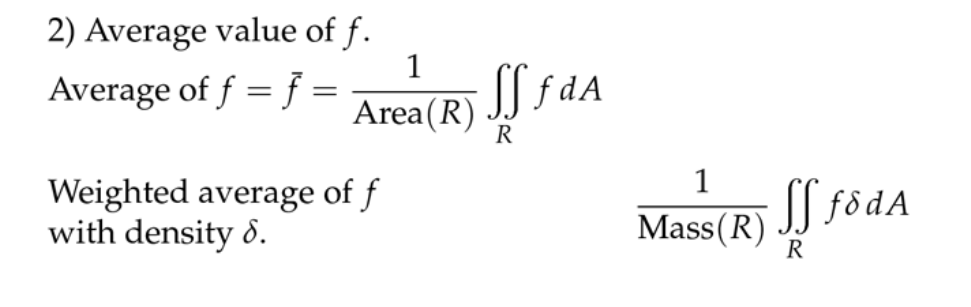 2) Average value of f.
Average of f = f̄ = 1/Area(R) ∬_R f dA
Weighted average of f 1/Mass(R) ∬_R fδ dA
with density δ.